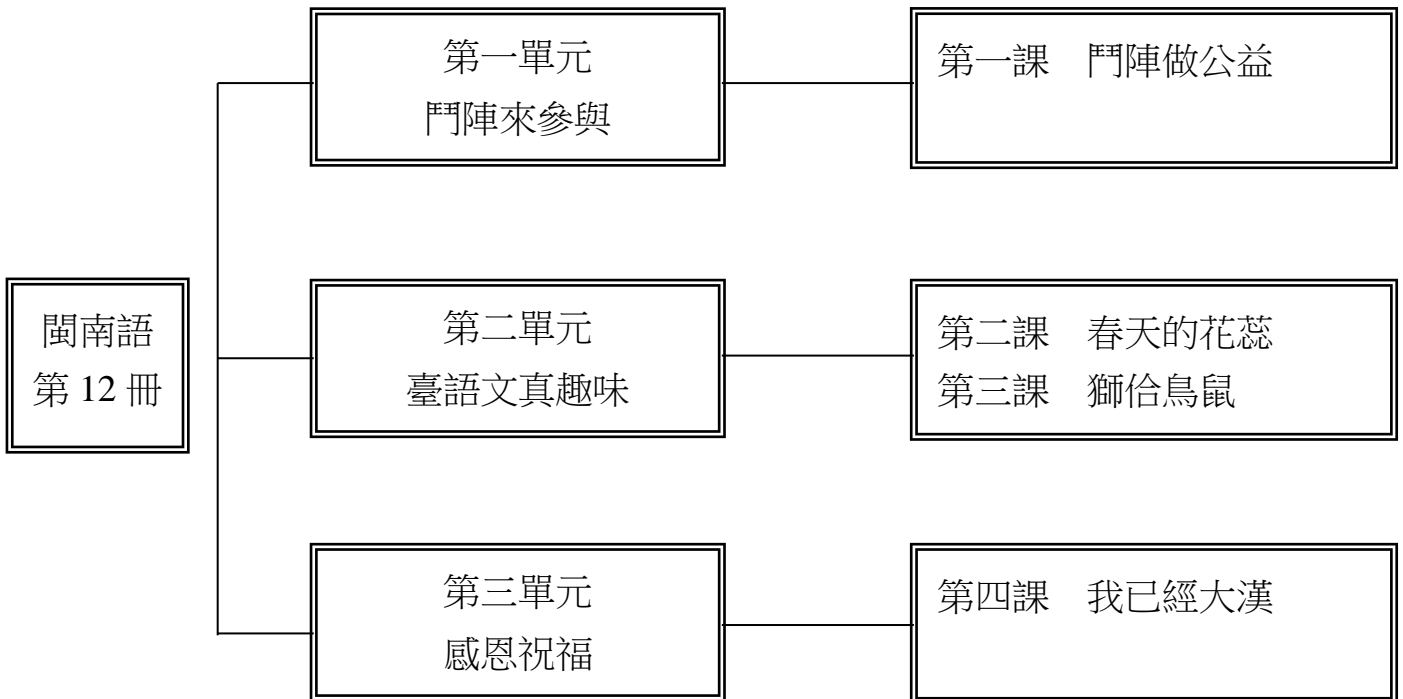 閩南語
第 12 冊
第一單元
鬥陣來參與
第一課　鬥陣做公益
第二單元
臺語文真趣味
第二課　春天的花蕊
第三課　獅佮鳥鼠
第三單元
感恩祝福
第四課　我已經大漢